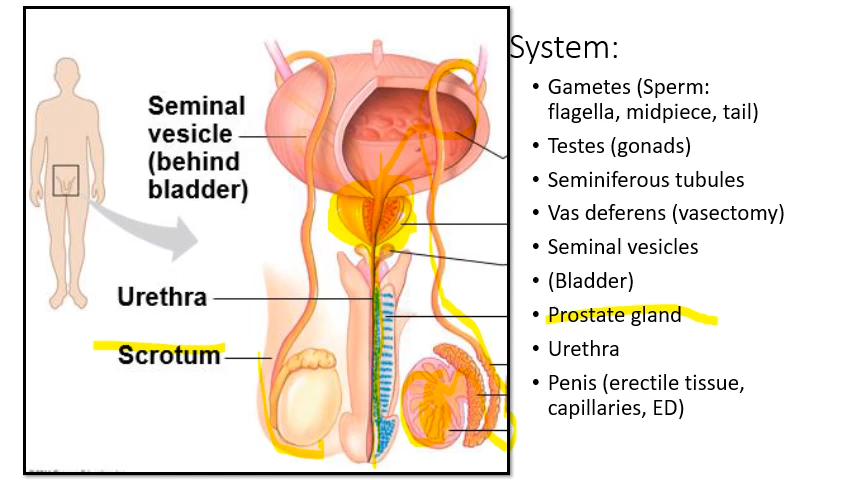 System:
Seminal
vesicle
(behind
bladder)
Urethra
Scrotum
• Gametes (Sperm:
flagella, midpiece, tail)
• Testes (gonads)
• Seminiferous tubules
• Vas deferens (vasectomy)
• Seminal vesicles
• (Bladder)
• Prostate gland
• Urethra
• Penis (erectile tissue,
capillaries, ED)